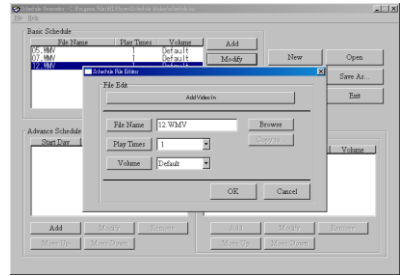 File Help
Basic Schedule
File Name Play Times Volume
05.WMV 1 Default
07.WMV 1 Default
12.WMV
Add
Modify
New Open
Save As...
Exit
Schedule File Editor
File Edit
Add Video In
File Name 12.WMV Browse
Play Times 1 Copy to...
Volume Default
OK Cancel
Advance Schedule
Start Day
Volume
Add Modify Remove
Move Up Move Down
Add Modify Remove
Move Up Move Down